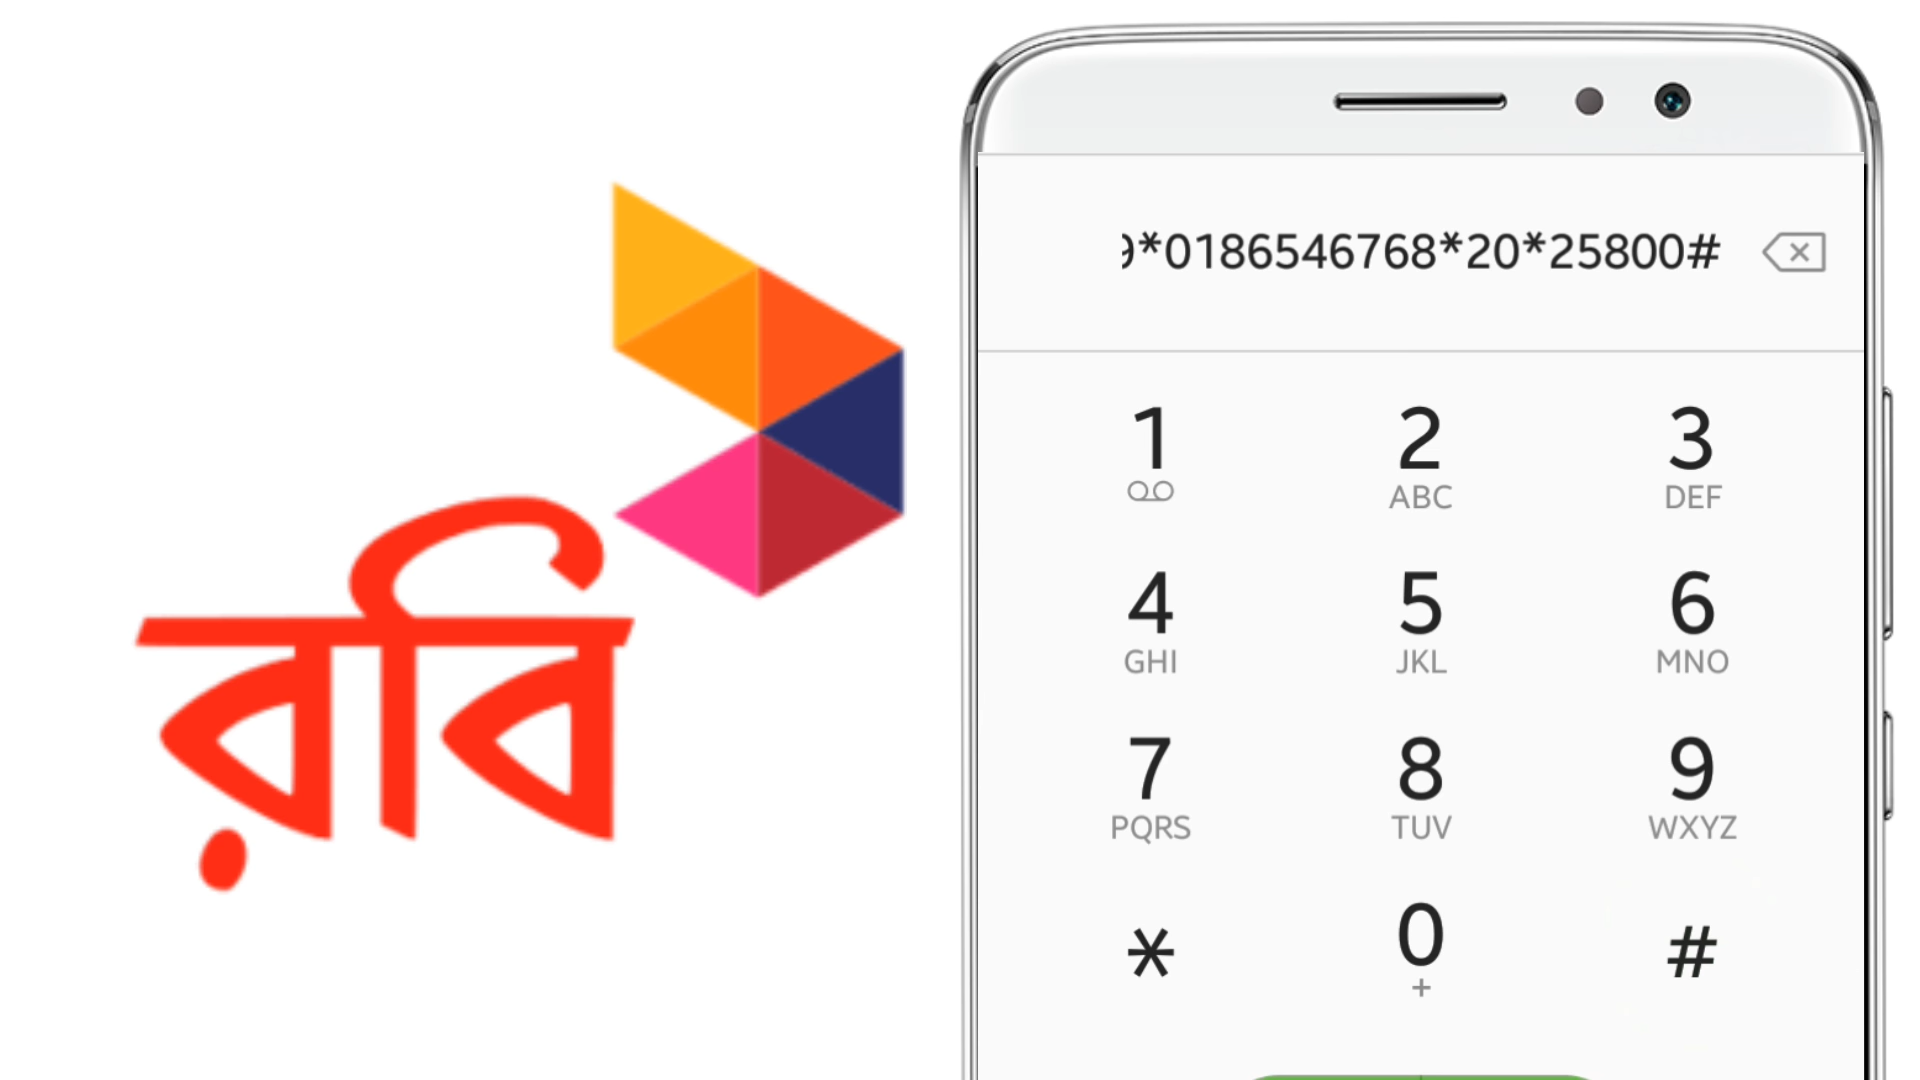 রবি
9*0186546768*20*25800#
1 2 3
ABC DEF
4 5 6
GHI JKL MNO
7 8 9
PQRS TUV WXYZ
* 0 #
+